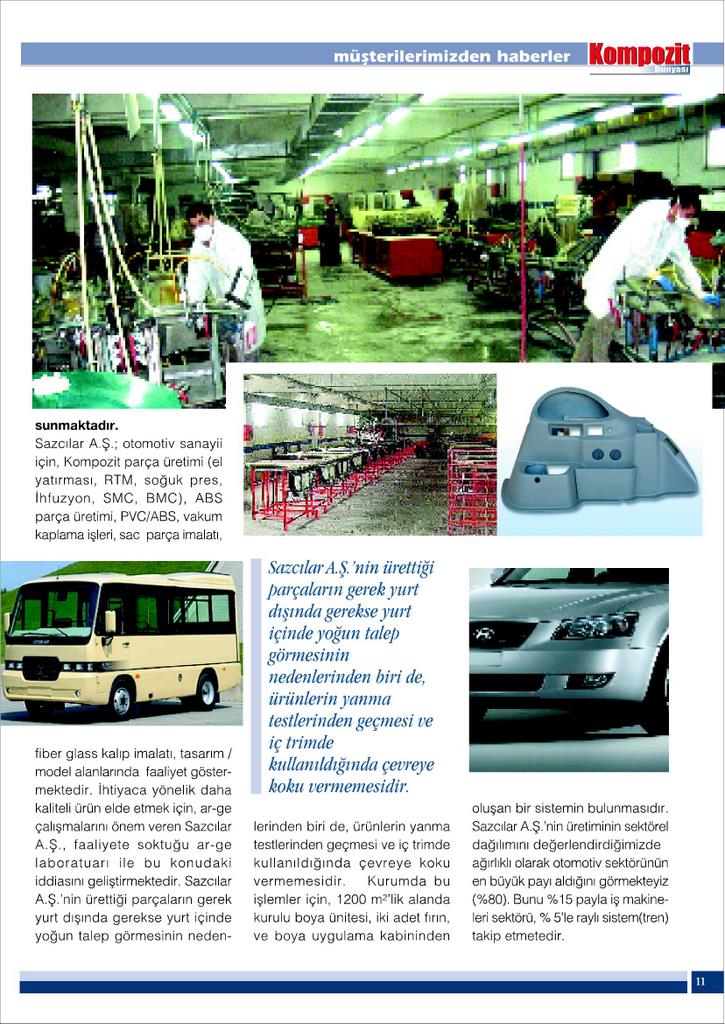 müşterilerimizden haberler
Kompozit
Dünyası
sunmaktadır.
Sazcılar A.Ş.; otomotiv sanayii
için, Kompozit parça üretimi (el
yatırması, RTM, soğuk pres,
İhfuzyon, SMC, BMC), ABS
parça üretimi, PVC/ABS, vakum
kaplama işleri, sac parça imalatı,
fiber glass kalıp imalatı, tasarım /
model alanlarında faaliyet göster-
mektedir. İhtiyaca yönelik daha
kaliteli ürün elde etmek için, ar-ge
çalışmalarını önem veren Sazcılar
A.Ş., faaliyete soktuğu ar-ge
laboratuarı ile bu konudaki
iddiasını geliştirmektedir. Sazcılar
A.Ş.'nin ürettiği parçaların gerek
yurt dışında gerekse yurt içinde
yoğun talep görmesinin neden-
Sazcılar A.Ş.'nin ürettiği
parçaların gerek yurt
dışında gerekse yurt
içinde yoğun talep
görmesinin
nedenlerinden biri de,
ürünlerin yanma
testlerinden geçmesi ve
iç trimde
kullanıldığında çevreye
koku vermemesidir.
lerinden biri de, ürünlerin yanma
testlerinden geçmesi ve iç trimde
kullanıldığında çevreye koku
vermemesidir. Kurumda bu
işlemler için, 1200 m²'lik alanda
kurulu boya ünitesi, iki adet fırın,
ve boya uygulama kabininden
oluşan bir sistemin bulunmasıdır.
Sazcılar A.Ş.'nin üretiminin sektörel
dağılımını değerlendirdiğimizde
ağırlıklı olarak otomotiv sektörünün
en büyük payı aldığını görmekteyiz
(%80). Bunu %15 payla iş makine-
leri sektörü, % 5'le raylı sistem(tren)
takip etmetedir.
11